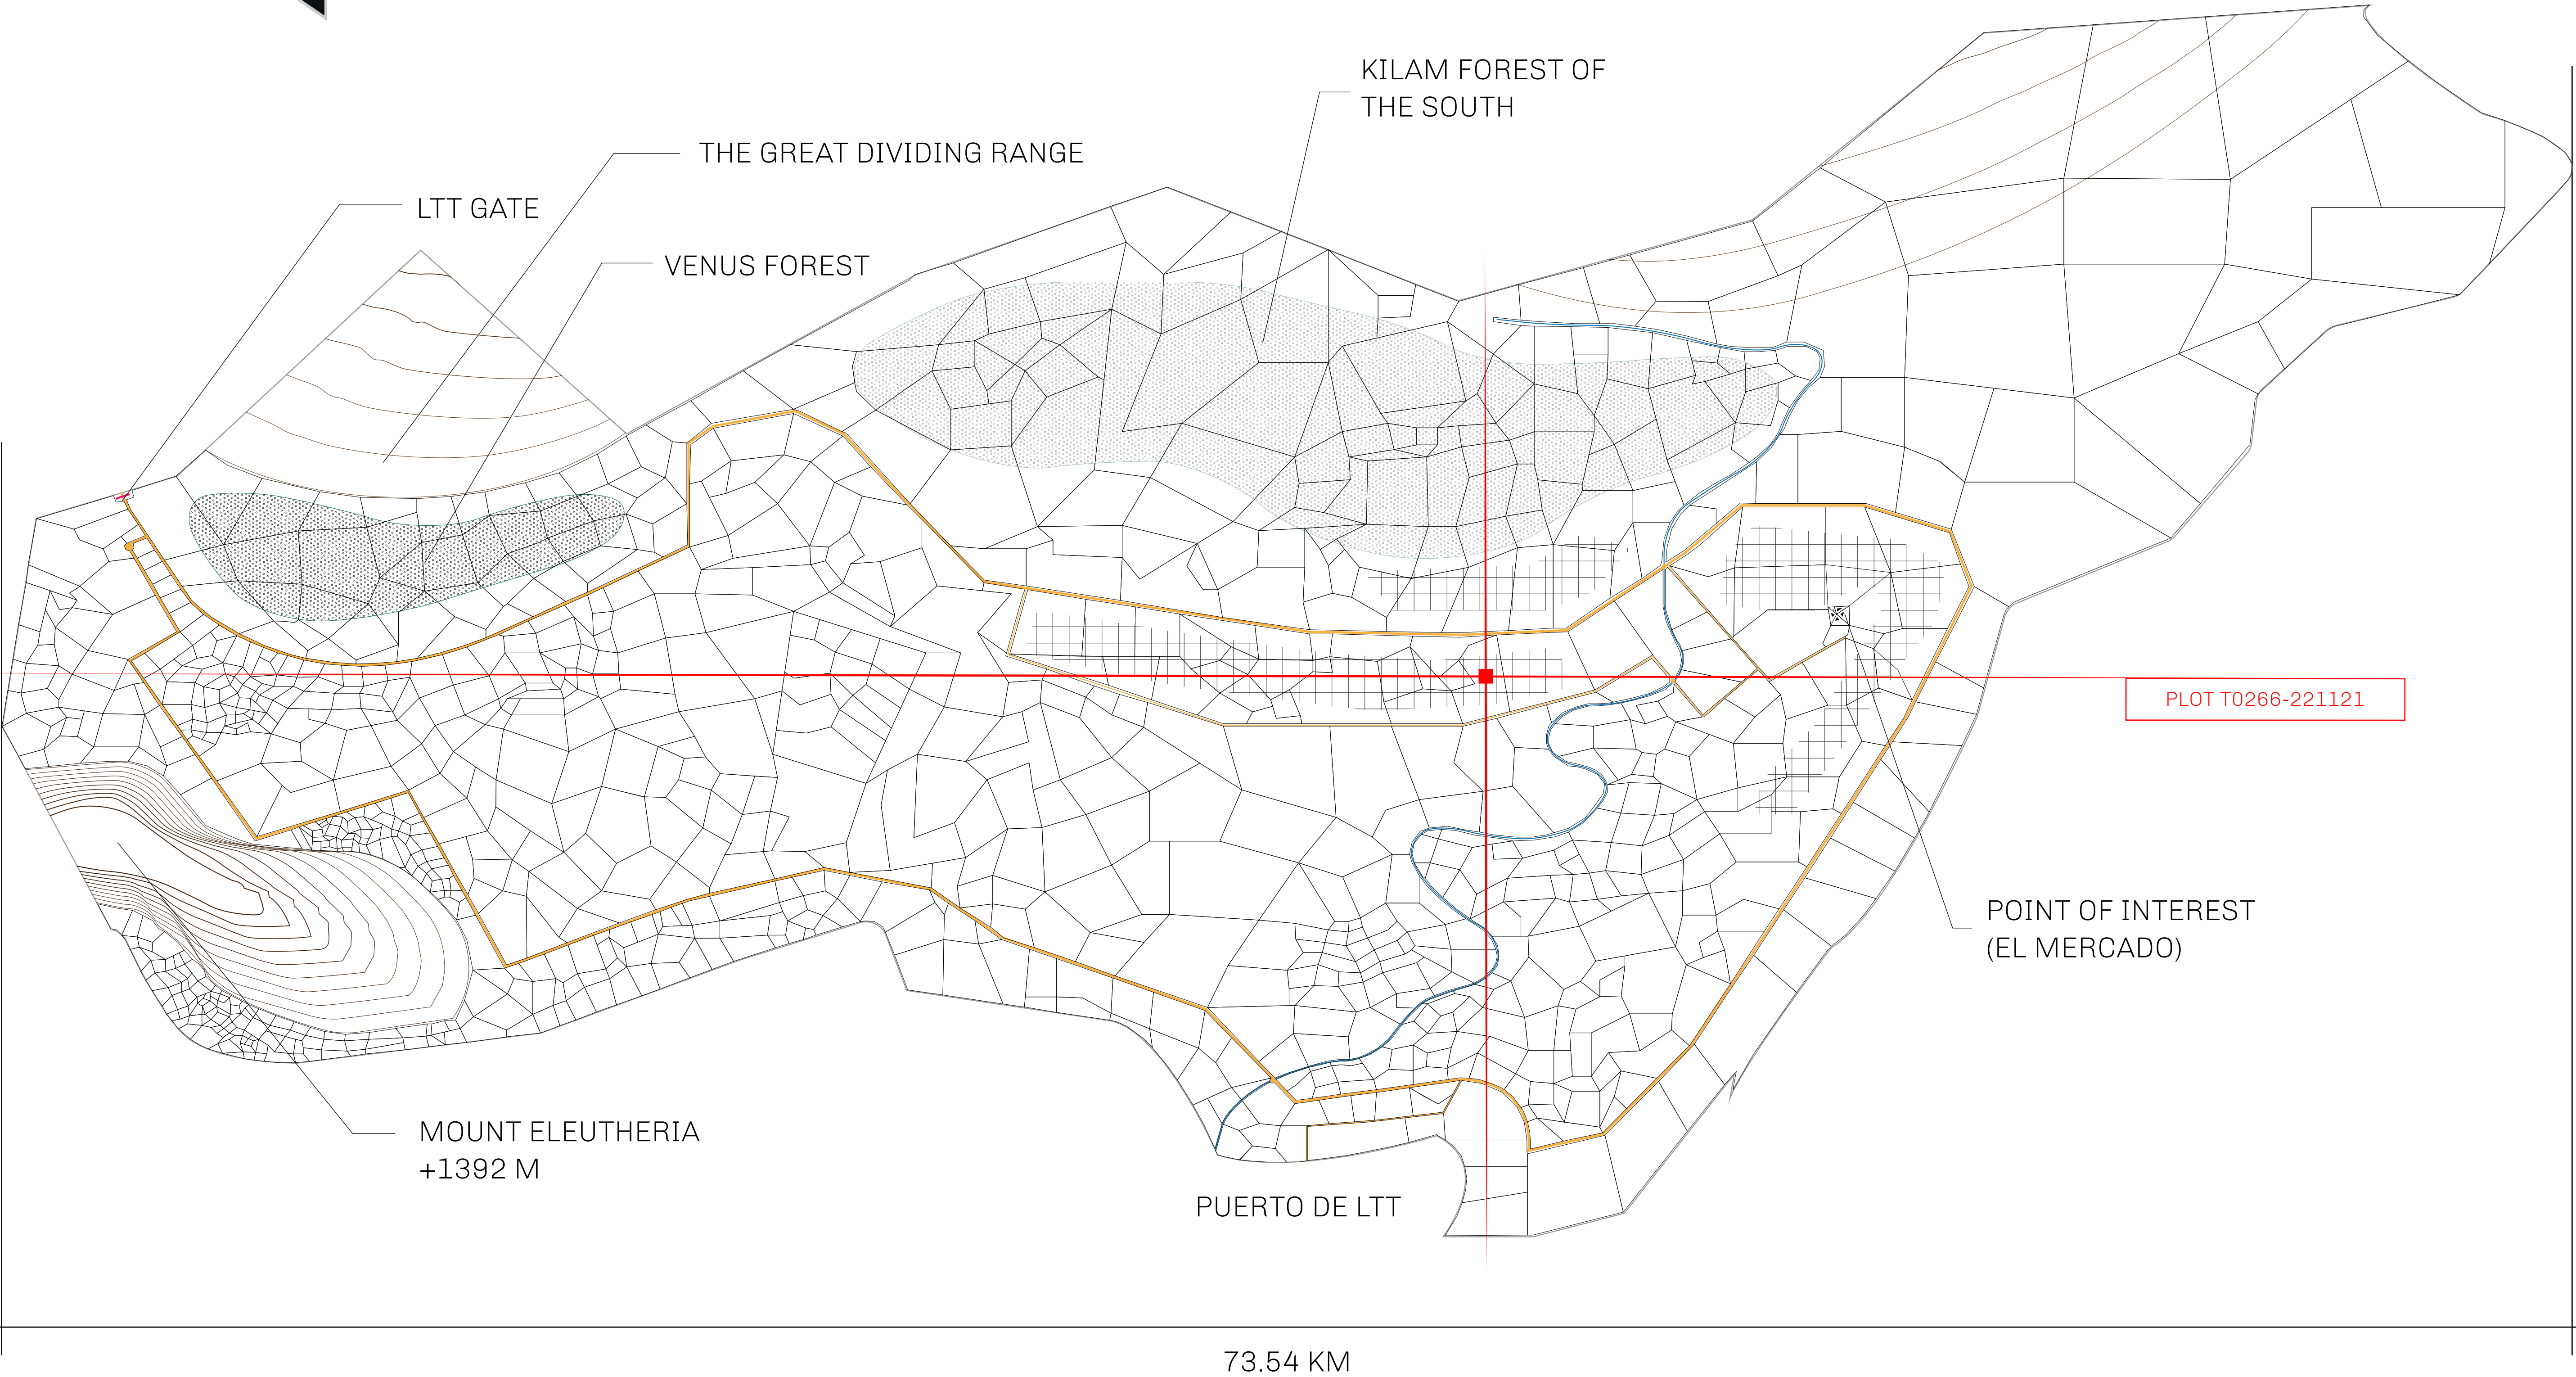 KILAM FOREST OF
THE SOUTH
THE GREAT DIVIDING RANGE
LTT GATE
VENUS FOREST
PLOT T0266-221121
POINT OF INTEREST
(EL MERCADO)
MOUNT ELEUTHERIA
+1392 M
PUERTO DE LTT
73.54 KM